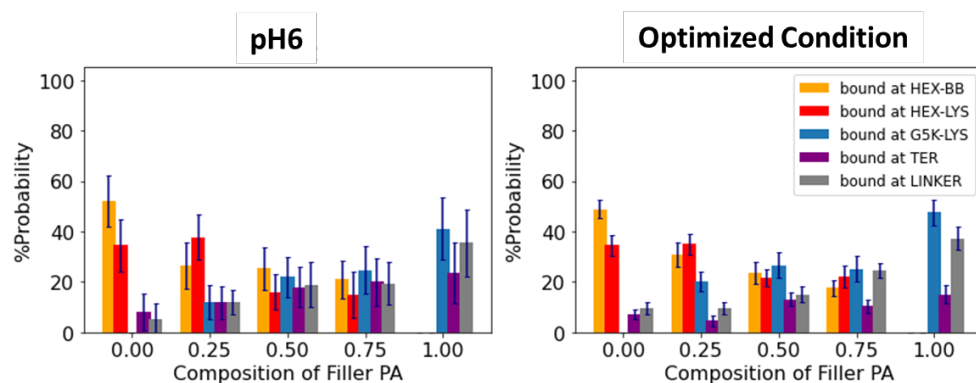 pH6
Optimized Condition
%Probability
100
80
60
40
20
0
0.00 0.25 0.50 0.75 1.00
Composition of Filler PA
%Probability
100
80
60
40
20
0
bound at HEX-BB
bound at HEX-LYS
bound at G5K-LYS
bound at TER
bound at LINKER
0.00 0.25 0.50 0.75 1.00
Composition of Filler PA